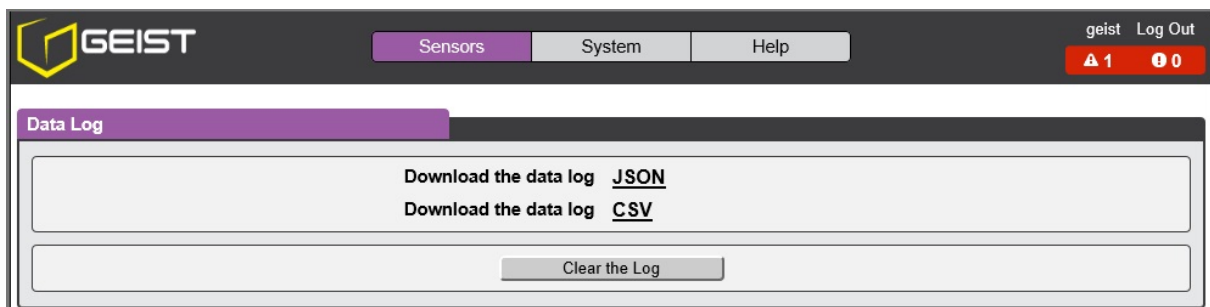 GEIST
Sensors System Help
geist Log Out
1 0
Data Log
Download the data log JSON
Download the data log CSV
Clear the Log